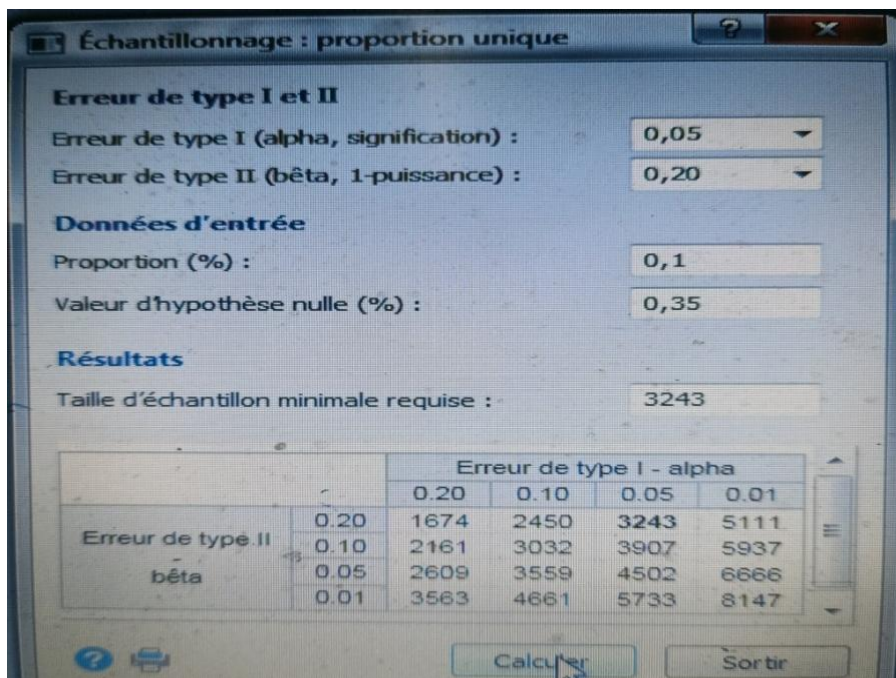 Échantillonnage : proportion unique
Erreur de type I et II
Erreur de type I (alpha, signification) : 0,05
Erreur de type II (bêta, 1-puissance) : 0,20
Données d'entrée
Proportion (%) : 0,1
Valeur d'hypothèse nulle (%) : 0,35
Résultats
Taille d'échantillon minimale requise : 3243
Erreur de type I - alpha
0.20 0.10 0.05 0.01
Erreur de type II bêta
0.20 1674 2450 3243 5111
0.10 2161 3032 3907 5937
0.05 2609 3559 4502 6666
0.01 3563 4661 5733 8147
Calculer Sortir